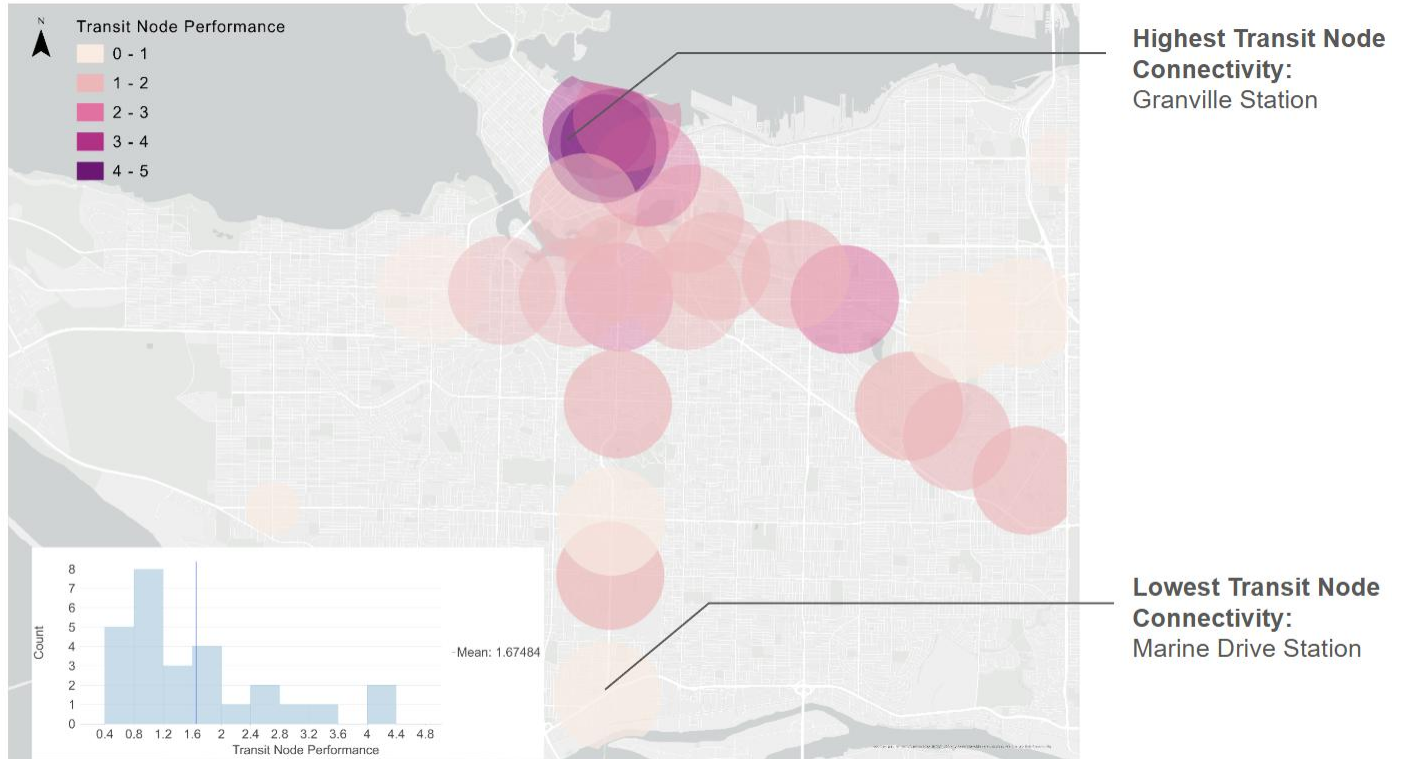 N
Transit Node Performance
0 - 1
1 - 2
2 - 3
3 - 4
4 - 5
Highest Transit Node
Connectivity:
Granville Station
Lowest Transit Node
Connectivity:
Marine Drive Station
8
7
6
5
4
3
2
1
0
Count
0.4 0.8 1.2 1.6 2 2.4 2.8 3.2 3.6 4 4.4 4.8
Transit Node Performance
Mean: 1.67484